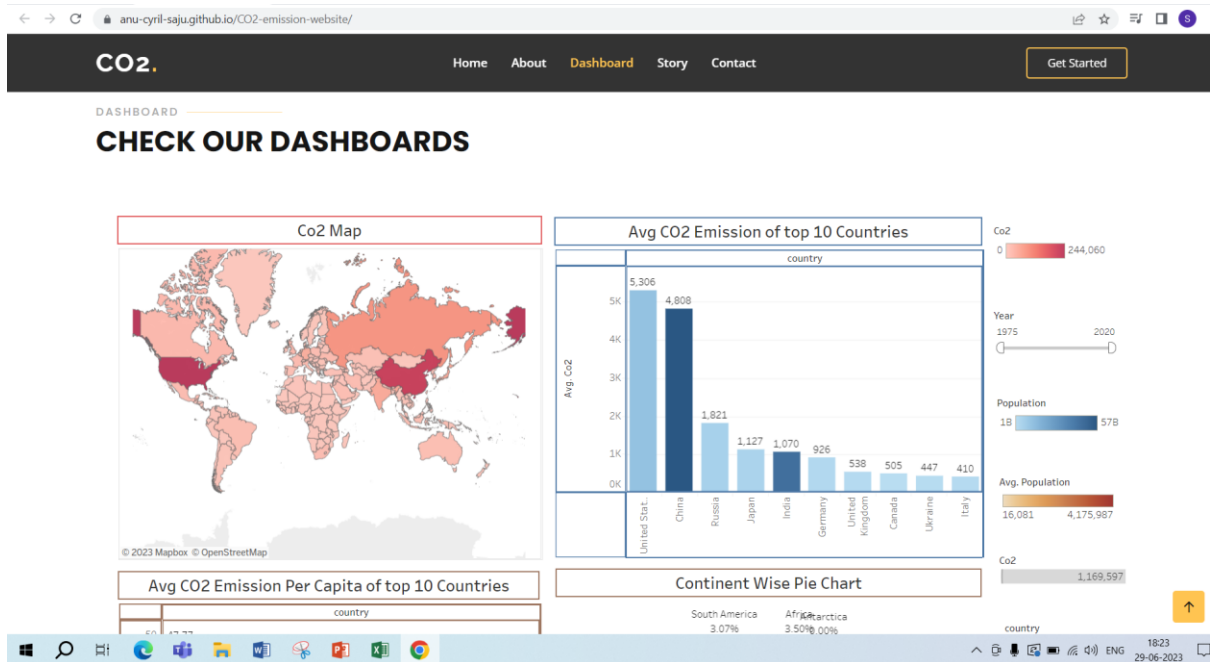 anu-cyril-saju.github.io/CO2-emission-website/
S
CO2.
Home About Dashboard Story Contact
Get Started
DASHBOARD
CHECK OUR DASHBOARDS
Co2 Map
© 2023 Mapbox © OpenStreetMap
Avg CO2 Emission of top 10 Countries
country
Avg. Co2
5K
4K
3K
2K
1K
0K
5,306
4,808
1,821
1,127
1,070
926
538
505
447
410
United Stat..
China
Russia
Japan
India
Germany
United
Kingdom
Canada
Ukraine
Italy
Co2
0 244,060
Year
1975 2020
Population
1B 57B
Avg. Population
16,081 4,175,987
Co2
1,169,597
country
Avg CO2 Emission Per Capita of top 10 Countries
country
Continent Wise Pie Chart
South America
3.07%
Africa
3.50%
Antarctica
0.00%
ENG
18:23
29-06-2023